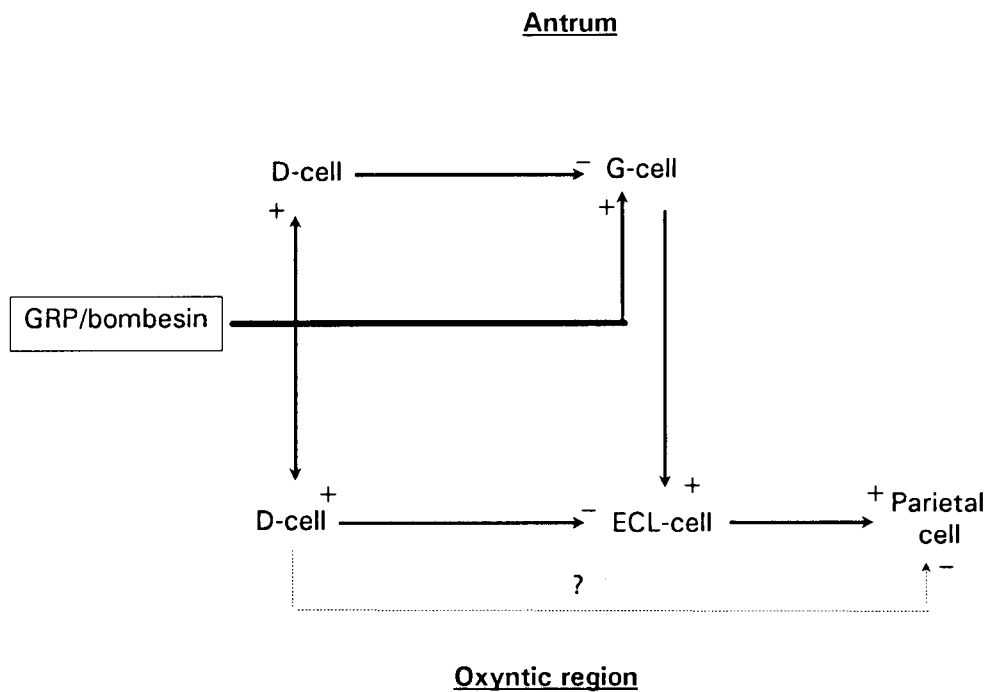 Antrum
D-cell
− G-cell
+
+
GRP/bombesin
+
+
+ Parietal
D-cell
− ECL-cell
cell
−
?
Oxyntic region